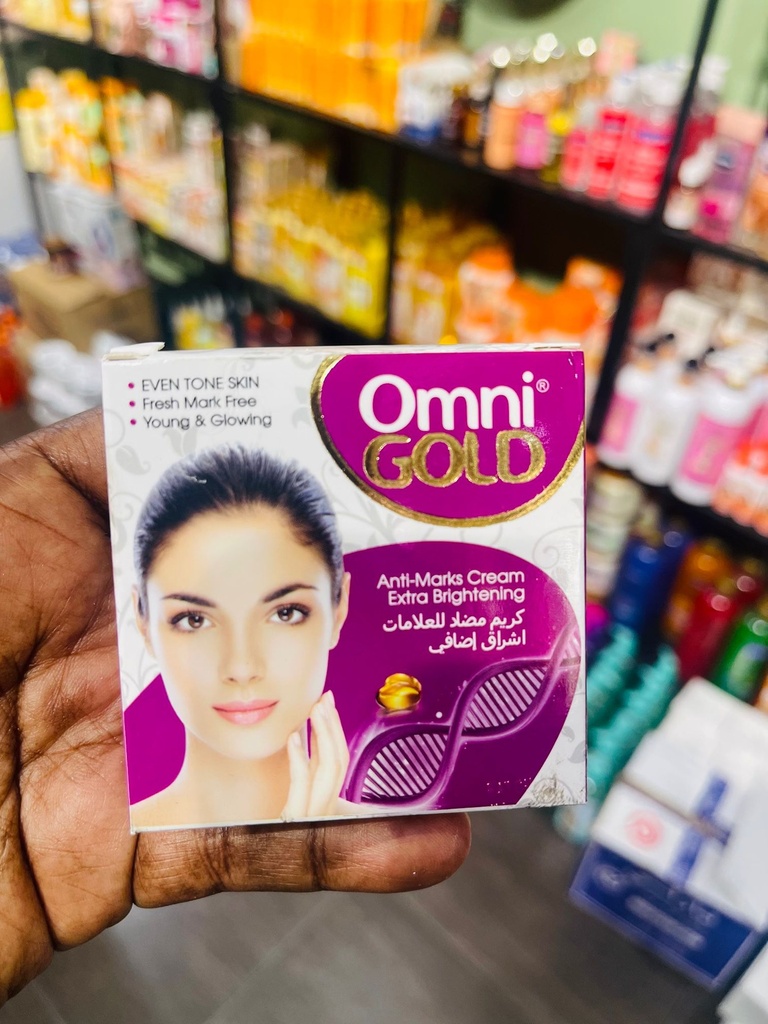 • EVEN TONE SKIN
• Fresh Mark Free
• Young & Glowing
Omni®
GOLD
Anti-Marks Cream
Extra Brightening
كريم مضاد للعلامات
اشراق إضافي